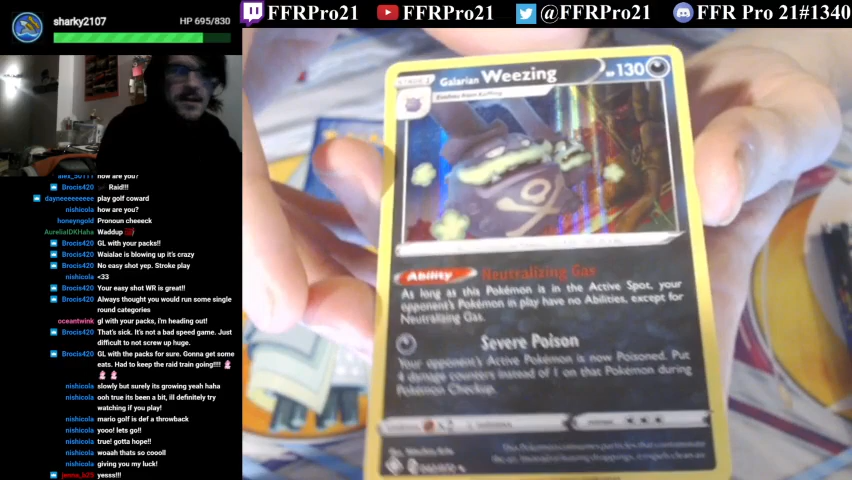 sharky2107
HP 695/830
FFRPro21
FFRPro21
@FFRPro21
FFR Pro 21#1340
how are you?
Brocis420 Raid!!!
dayneeeeeeeee play golf coward
nishicola how are you?
honeyngold Pronoun cheeeck
AureliaIDKHaha Waddup
Brocis420 GL with your packs!!
Brocis420 Waialae is blowing up it's crazy
Brocis420 No easy shot yep. Stroke play
nishicola <33
Brocis420 Your easy shot WR is great!!
Brocis420 Always thought you would run some single
round categories
oceantwink gl with your packs, i'm heading out!
Brocis420 That's sick. It's not a bad speed game. Just
difficult to not screw up huge.
Brocis420 GL with the packs for sure. Gonna get some
eats. Had to keep the raid train going!!!!
nishicola slowly but surely its growing yeah haha
nishicola ooh true its been a bit, ill definitely try
watching if you play!
nishicola mario golf is def a throwback
nishicola yooo! lets go!!
nishicola true! gotta hope!!
nishicola woaah thats so coool!
nishicola giving you my luck!
yesss!!!
Galarian Weezing
130
Evolves from Koffing
Ability Neutralizing Gas
As long as this Pokémon is in the Active Spot, your
opponent's Pokémon in play have no Abilities, except for
Neutralizing Gas.
Severe Poison
Your opponent's Active Pokémon is now Poisoned. Put
4 damage counters instead of 1 on that Pokémon during
Pokémon Checkup.